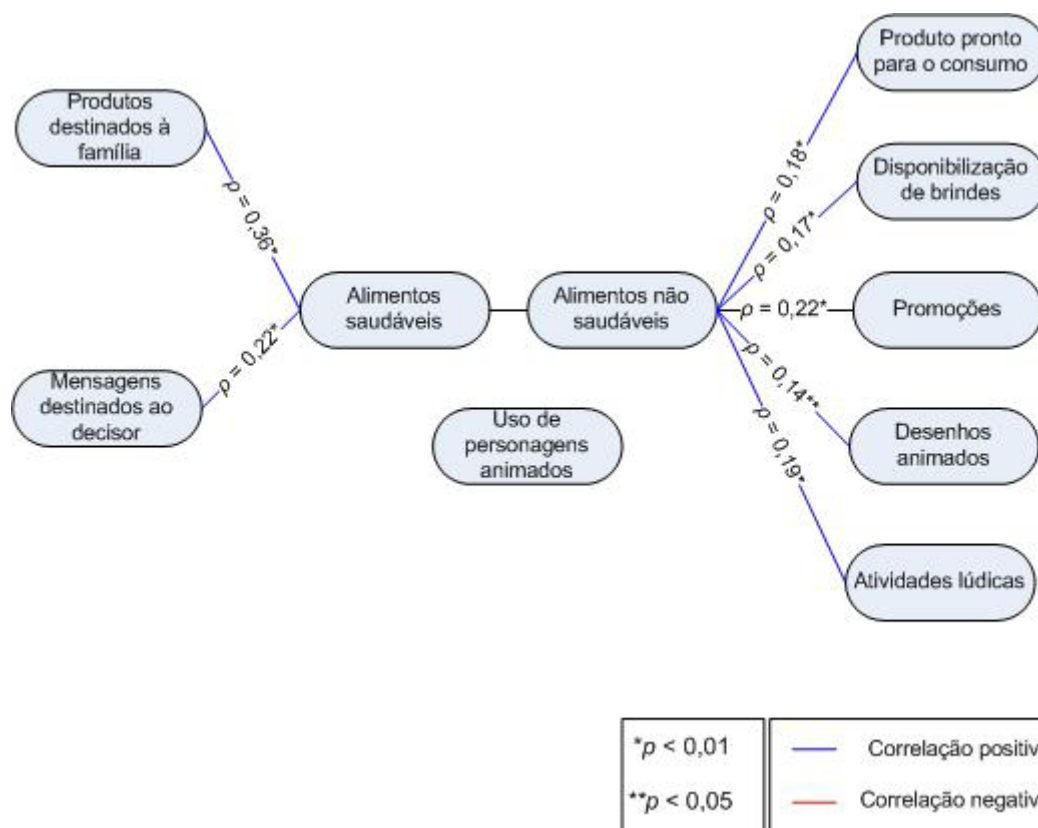 Produto pronto
para o consumo
Produtos
destinados à
família
Disponibilização
de brindes
ρ = 0,18*
ρ = 0,17*
ρ = 0,36*
Alimentos
saudáveis
Alimentos não
saudáveis
ρ = 0,22*
Promoções
ρ = 0,22*
Mensagens
destinados ao
decisor
ρ = 0,14**
Uso de
personagens
animados
Desenhos
animados
ρ = 0,19*
Atividades lúdicas
*p < 0,01
Correlação positiv
**p < 0,05
Correlação negativ